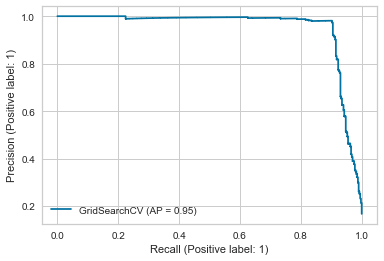 1.0
0.8
0.6
0.4
0.2
Precision (Positive label: 1)
GridSearchCV (AP = 0.95)
0.0 0.2 0.4 0.6 0.8 1.0
Recall (Positive label: 1)